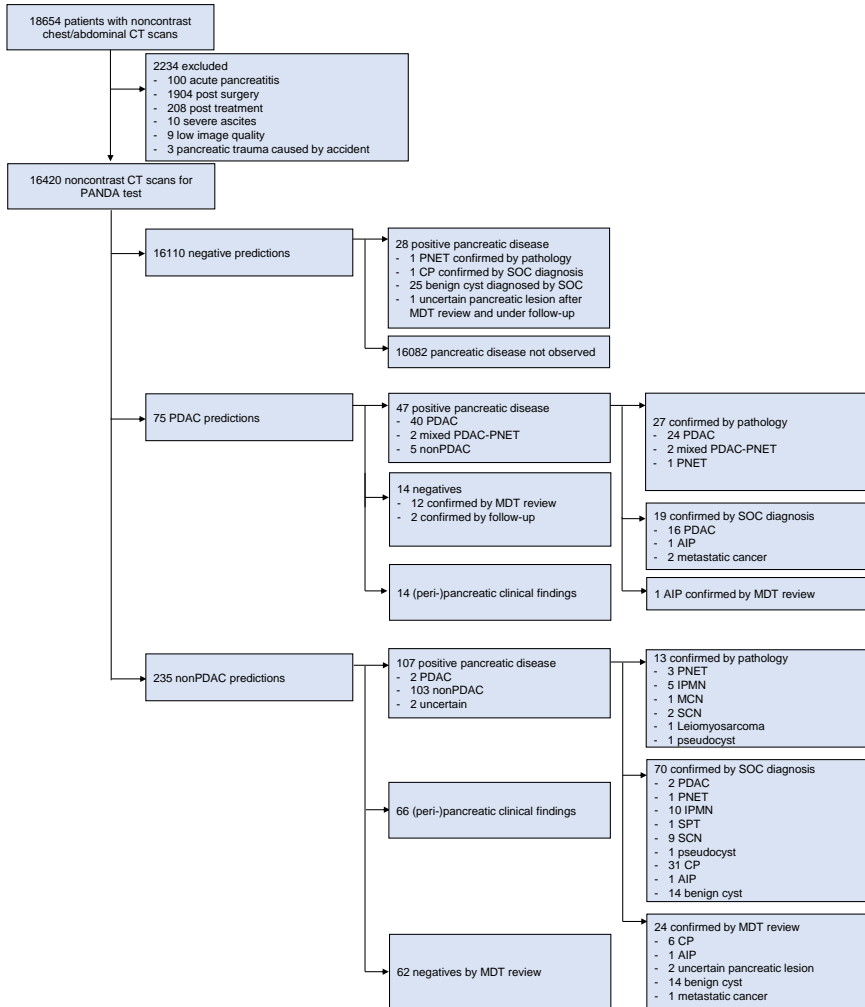 18654 patients with noncontrast
chest/abdominal CT scans
2234 excluded
- 100 acute pancreatitis
- 1904 post surgery
- 208 post treatment
- 10 severe ascites
- 9 low image quality
- 3 pancreatic trauma caused by accident
16420 noncontrast CT scans for
PANDA test
16110 negative predictions
28 positive pancreatic disease
- 1 PNET confirmed by pathology
- 1 CP confirmed by SOC diagnosis
- 25 benign cyst diagnosed by SOC
- 1 uncertain pancreatic lesion after
MDT review and under follow-up
16082 pancreatic disease not observed
75 PDAC predictions
47 positive pancreatic disease
- 40 PDAC
- 2 mixed PDAC-PNET
- 5 nonPDAC
27 confirmed by pathology
- 24 PDAC
- 2 mixed PDAC-PNET
- 1 PNET
14 negatives
- 12 confirmed by MDT review
- 2 confirmed by follow-up
19 confirmed by SOC diagnosis
- 16 PDAC
- 1 AIP
- 2 metastatic cancer
14 (peri-)pancreatic clinical findings
1 AIP confirmed by MDT review
235 nonPDAC predictions
107 positive pancreatic disease
- 2 PDAC
- 103 nonPDAC
- 2 uncertain
13 confirmed by pathology
- 3 PNET
- 5 IPMN
- 1 MCN
- 2 SCN
- 1 Leiomyosarcoma
- 1 pseudocyst
66 (peri-)pancreatic clinical findings
70 confirmed by SOC diagnosis
- 2 PDAC
- 1 PNET
- 10 IPMN
- 1 SPT
- 9 SCN
- 1 pseudocyst
- 31 CP
- 1 AIP
- 14 benign cyst
62 negatives by MDT review
24 confirmed by MDT review
- 6 CP
- 1 AIP
- 2 uncertain pancreatic lesion
- 14 benign cyst
- 1 metastatic cancer